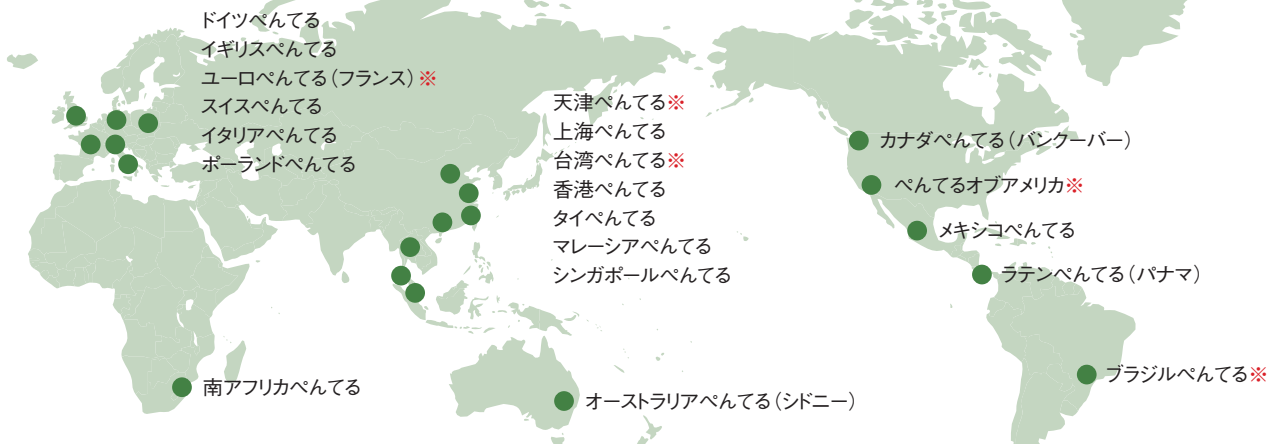 ドイツぺんてる
イギリスぺんてる
ユーロぺんてる(フランス)※
スイスぺんてる
イタリアぺんてる
ポーランドぺんてる
天津ぺんてる※
上海ぺんてる
台湾ぺんてる※
香港ぺんてる
タイぺんてる
マレーシアぺんてる
シンガポールぺんてる
カナダぺんてる(バンクーバー)
ぺんてるオブアメリカ※
メキシコぺんてる
ラテンぺんてる(パナマ)
ブラジルぺんてる※
南アフリカぺんてる
オーストラリアぺんてる(シドニー)